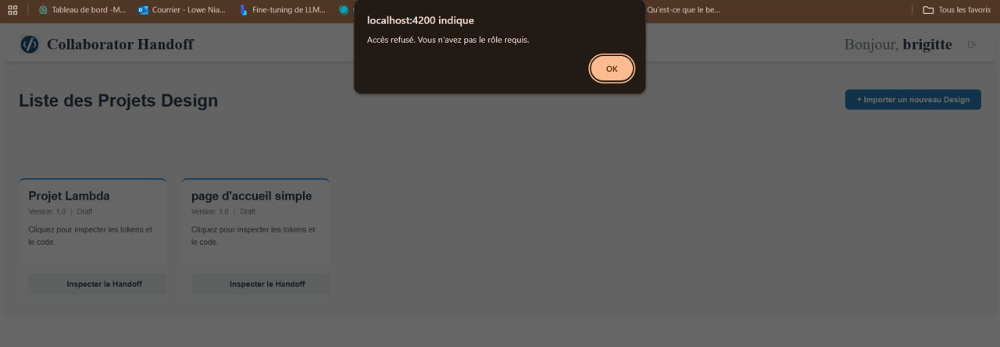 Tableau de bord -M...
Courrier - Lowe Nia...
Fine-tuning de LLM...
Qu'est-ce que le be...
Tous les favoris
localhost:4200 indique
Accès refusé. Vous n'avez pas le rôle requis.
OK
Collaborator Handoff
Bonjour, brigitte
Liste des Projets Design
+ Importer un nouveau Design
Projet Lambda
Version: 1.0 | Draft
Cliquez pour inspecter les tokens et
le code.
Inspecter le Handoff
page d'accueil simple
Version: 1.0 | Draft
Cliquez pour inspecter les tokens et
le code.
Inspecter le Handoff